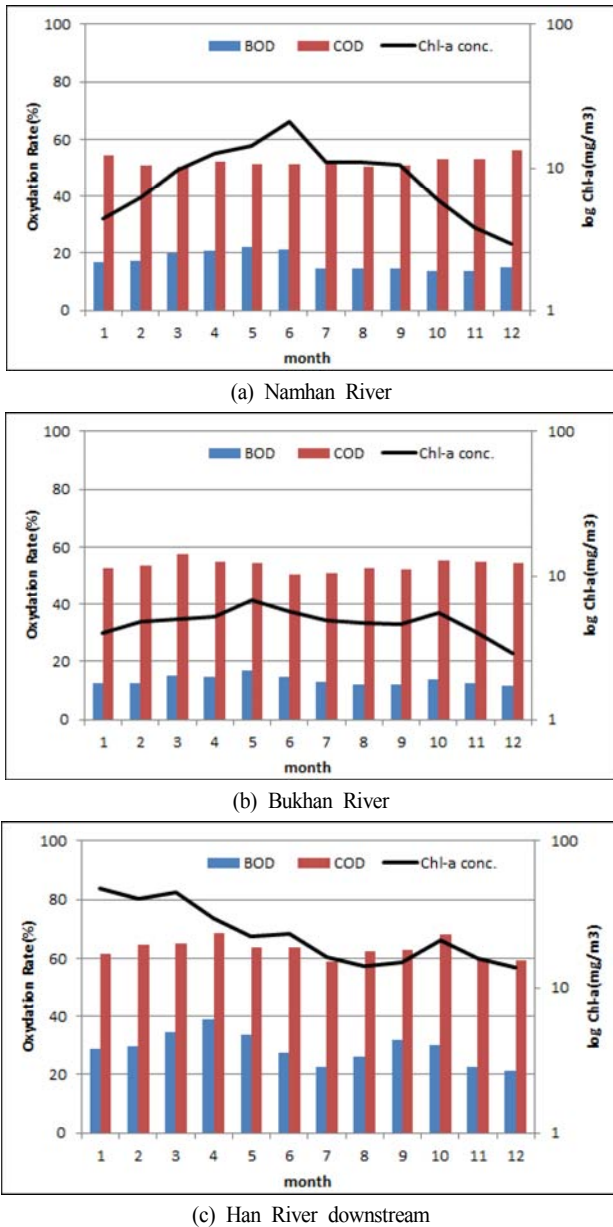 BOD COD Chl-a conc.
100
80
60
40
20
0
Oxydation Rate(%)
100
10
1
log Chl-a(mg/m3)
1 2 3 4 5 6 7 8 9 10 11 12
month
(a) Namhan River
BOD COD Chl-a conc.
100
80
60
40
20
0
Oxydation Rate(%)
100
10
1
log Chl-a(mg/m3)
1 2 3 4 5 6 7 8 9 10 11 12
month
(b) Bukhan River
BOD COD Chl-a conc.
100
80
60
40
20
0
Oxydation Rate(%)
100
10
1
log Chl-a(mg/m3)
1 2 3 4 5 6 7 8 9 10 11 12
month
(c) Han River downstream